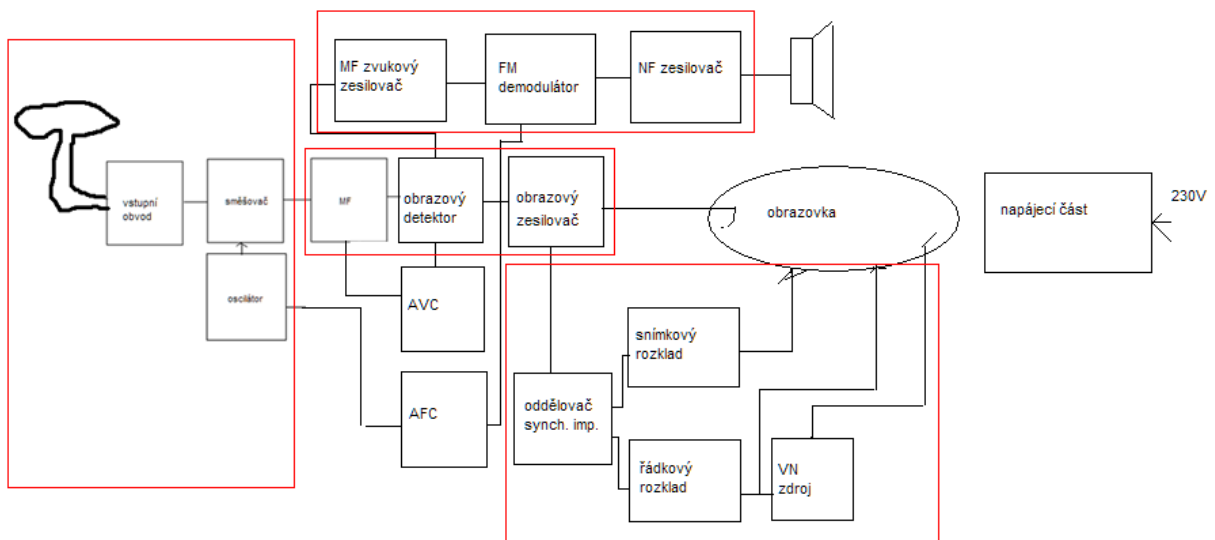 MF zvukový
zesilovač
FM
demodulátor
NF zesilovač
vstupní
obvod
směšovač
MF
obrazový
detektor
obrazový
zesilovač
obrazovka
napájecí část
230V
oscilátor
AVC
snímkový
rozklad
AFC
oddělovač
synch. imp.
řádkový
rozklad
VN
zdroj